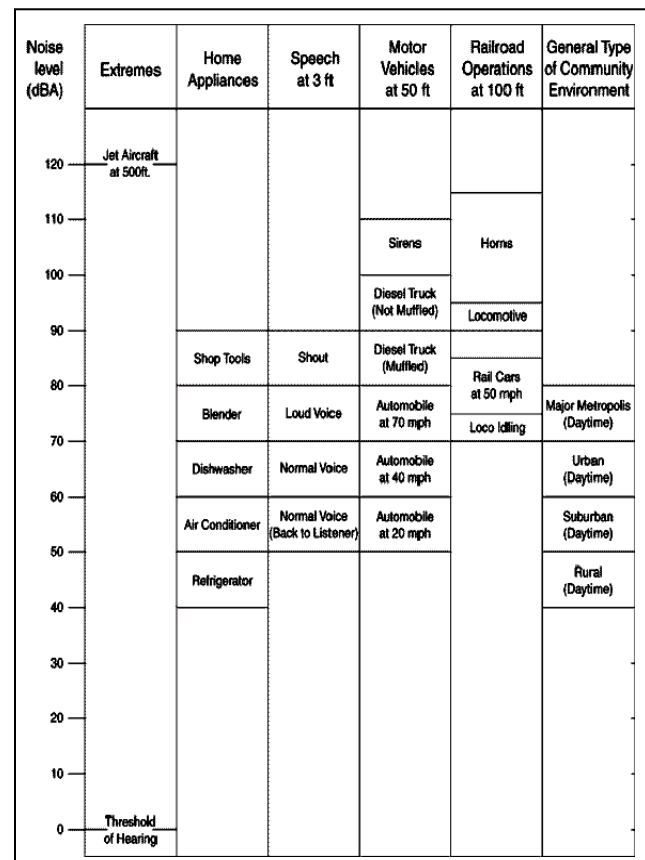 Noise level (dBA)
Extremes
Home Appliances
Speech at 3 ft
Motor Vehicles at 50 ft
Railroad Operations at 100 ft
General Type of Community Environment
120
Jet Aircraft
at 500ft.
110
Sirens
Horns
100
Diesel Truck
(Not Muffled)
Locomotive
90
Shop Tools
Shout
Diesel Truck
(Muffled)
Rail Cars
at 50 mph
80
Blender
Loud Voice
Automobile
at 70 mph
Loco Idling
Major Metropolis
(Daytime)
70
Dishwasher
Normal Voice
Automobile
at 40 mph
Urban
(Daytime)
60
Air Conditioner
Normal Voice
(Back to Listener)
Automobile
at 20 mph
Suburban
(Daytime)
50
Refrigerator
Rural
(Daytime)
40
30
20
10
0
Threshold
of Hearing